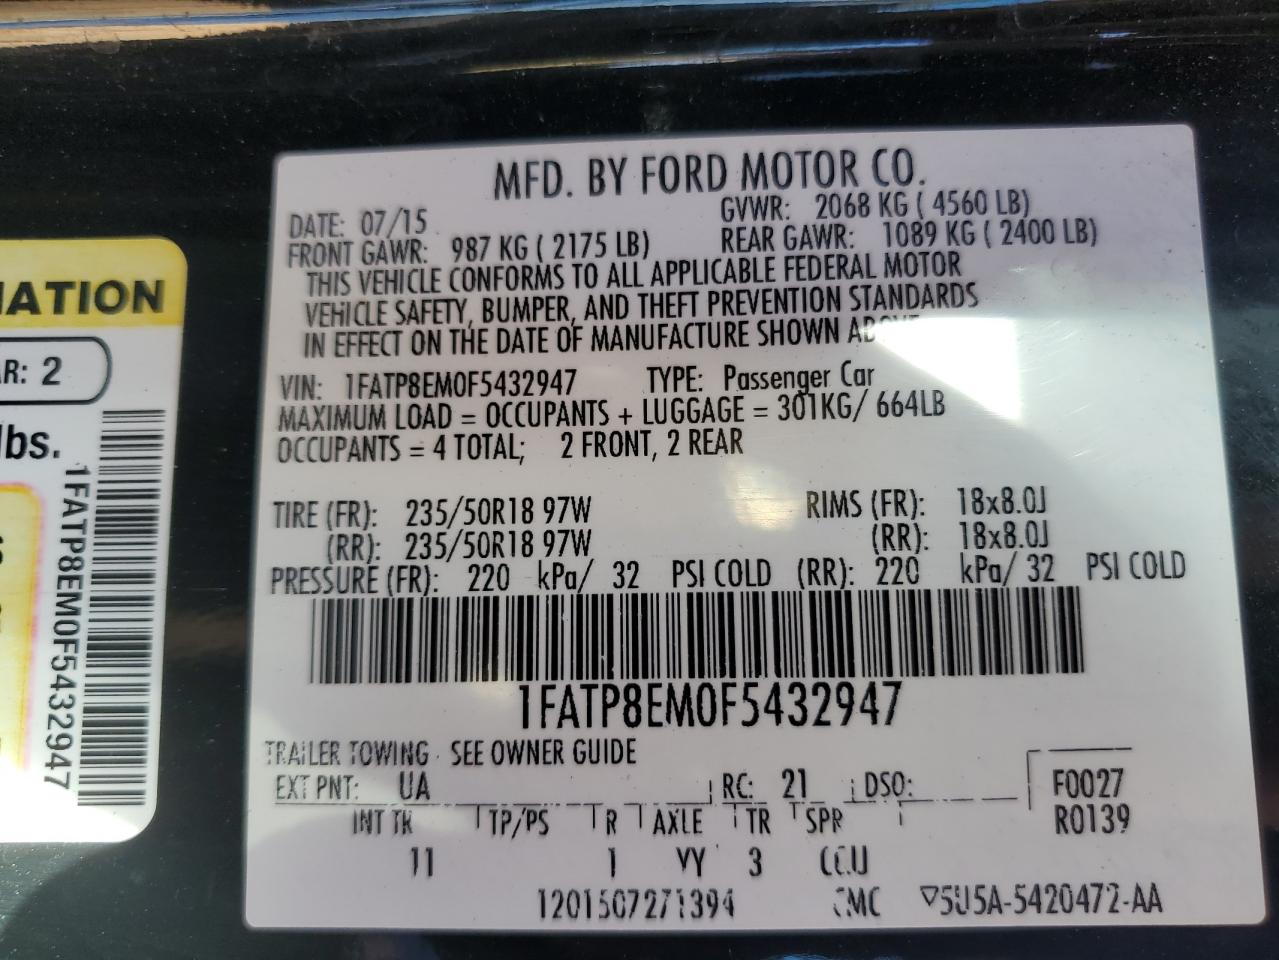 MFD. BY FORD MOTOR CO.
DATE: 07/15 GVWR: 2068 KG ( 4560 LB)
FRONT GAWR: 987 KG ( 2175 LB) REAR GAWR: 1089 KG ( 2400 LB)
THIS VEHICLE CONFORMS TO ALL APPLICABLE FEDERAL MOTOR
VEHICLE SAFETY, BUMPER, AND THEFT PREVENTION STANDARDS
IN EFFECT ON THE DATE OF MANUFACTURE SHOWN ABOVE
VIN: 1FATP8EM0F5432947 TYPE: Passenger Car
MAXIMUM LOAD = OCCUPANTS + LUGGAGE = 301KG/ 664LB
OCCUPANTS = 4 TOTAL; 2 FRONT, 2 REAR
TIRE (FR): 235/50R18 97W RIMS (FR): 18x8.0J
(RR): 235/50R18 97W (RR): 18x8.0J
PRESSURE (FR): 220 kPa/ 32 PSI COLD (RR): 220 kPa/ 32 PSI COLD
1FATP8EM0F5432947
TRAILER TOWING - SEE OWNER GUIDE
EXT PNT: UA RC: 21 DSO: F0027
INT TR TP/PS R AXLE TR SPR R0139
11 1 VY 3 CCU
1201507271394 CMC ▽5U5A-5420472-AA
MATION
AR: 2
lbs.
1FATP8EM0F5432947